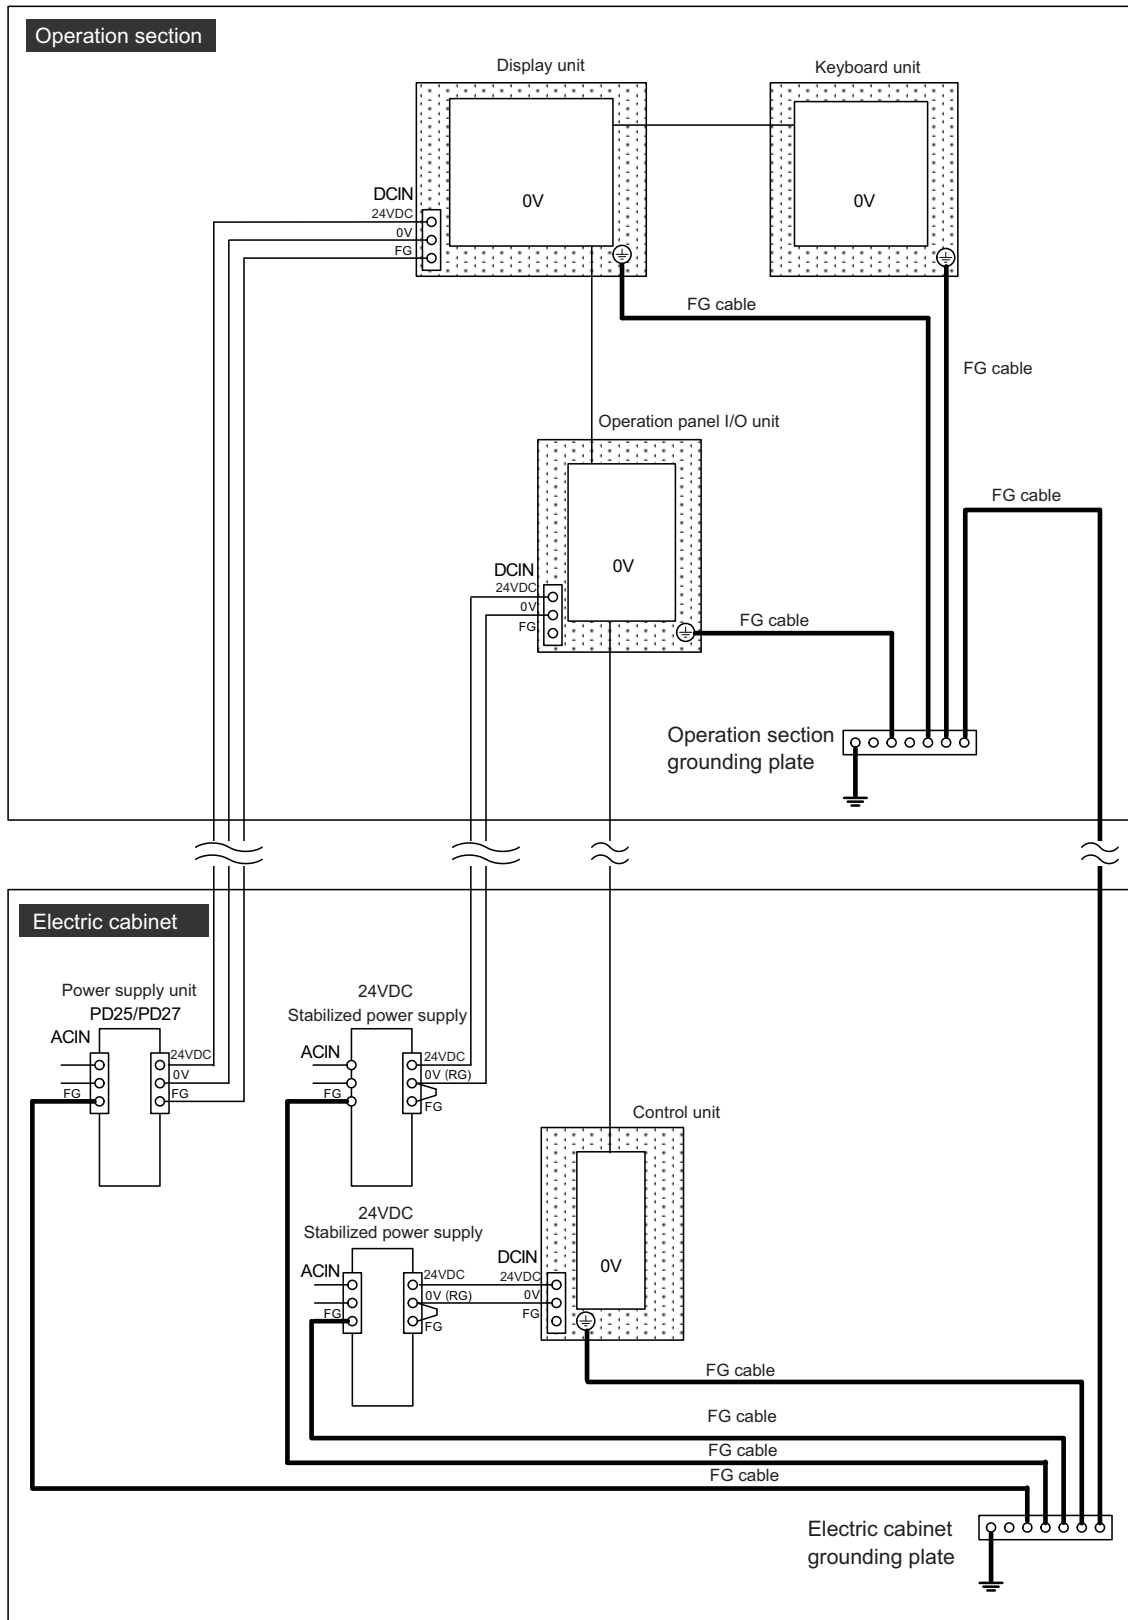 Operation section
Display unit
Keyboard unit
DCIN
24VDC
0V
FG
0V
0V
FG cable
FG cable
Operation panel I/O unit
FG cable
DCIN
24VDC
0V
FG
0V
FG cable
Operation section
grounding plate
Electric cabinet
Power supply unit
PD25/PD27
ACIN
FG
24VDC
0V
FG
24VDC
Stabilized power supply
ACIN
FG
24VDC
0V (RG)
FG
Control unit
24VDC
Stabilized power supply
ACIN
FG
24VDC
0V (RG)
FG
DCIN
24VDC
0V
FG
0V
FG cable
FG cable
FG cable
FG cable
Electric cabinet
grounding plate